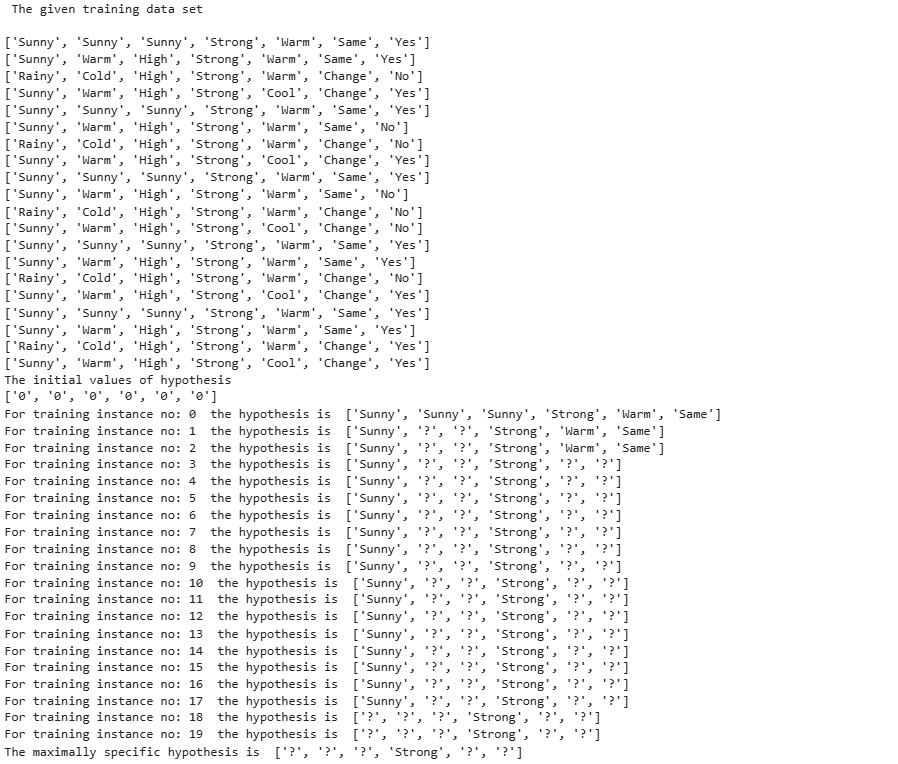 The given training data set
['Sunny', 'Sunny', 'Sunny', 'Strong', 'Warm', 'Same', 'Yes']
['Sunny', 'Warm', 'High', 'Strong', 'Warm', 'Same', 'Yes']
['Rainy', 'Cold', 'High', 'Strong', 'Warm', 'Change', 'No']
['Sunny', 'Warm', 'High', 'Strong', 'Cool', 'Change', 'Yes']
['Sunny', 'Sunny', 'Sunny', 'Strong', 'Warm', 'Same', 'Yes']
['Sunny', 'Warm', 'High', 'Strong', 'Warm', 'Same', 'No']
['Rainy', 'Cold', 'High', 'Strong', 'Warm', 'Change', 'No']
['Sunny', 'Warm', 'High', 'Strong', 'Cool', 'Change', 'Yes']
['Sunny', 'Sunny', 'Sunny', 'Strong', 'Warm', 'Same', 'Yes']
['Sunny', 'Warm', 'High', 'Strong', 'Warm', 'Same', 'No']
['Rainy', 'Cold', 'High', 'Strong', 'Warm', 'Change', 'No']
['Sunny', 'Warm', 'High', 'Strong', 'Cool', 'Change', 'No']
['Sunny', 'Sunny', 'Sunny', 'Strong', 'Warm', 'Same', 'Yes']
['Sunny', 'Warm', 'High', 'Strong', 'Warm', 'Same', 'Yes']
['Rainy', 'Cold', 'High', 'Strong', 'Warm', 'Change', 'No']
['Sunny', 'Warm', 'High', 'Strong', 'Cool', 'Change', 'Yes']
['Sunny', 'Sunny', 'Sunny', 'Strong', 'Warm', 'Same', 'Yes']
['Sunny', 'Warm', 'High', 'Strong', 'Warm', 'Same', 'Yes']
['Rainy', 'Cold', 'High', 'Strong', 'Warm', 'Change', 'Yes']
['Sunny', 'Warm', 'High', 'Strong', 'Cool', 'Change', 'Yes']
The initial values of hypothesis
['0', '0', '0', '0', '0', '0']
For training instance no: 0  the hypothesis is  ['Sunny', 'Sunny', 'Sunny', 'Strong', 'Warm', 'Same']
For training instance no: 1  the hypothesis is  ['Sunny', '?', '?', 'Strong', 'Warm', 'Same']
For training instance no: 2  the hypothesis is  ['Sunny', '?', '?', 'Strong', 'Warm', 'Same']
For training instance no: 3  the hypothesis is  ['Sunny', '?', '?', 'Strong', '?', '?']
For training instance no: 4  the hypothesis is  ['Sunny', '?', '?', 'Strong', '?', '?']
For training instance no: 5  the hypothesis is  ['Sunny', '?', '?', 'Strong', '?', '?']
For training instance no: 6  the hypothesis is  ['Sunny', '?', '?', 'Strong', '?', '?']
For training instance no: 7  the hypothesis is  ['Sunny', '?', '?', 'Strong', '?', '?']
For training instance no: 8  the hypothesis is  ['Sunny', '?', '?', 'Strong', '?', '?']
For training instance no: 9  the hypothesis is  ['Sunny', '?', '?', 'Strong', '?', '?']
For training instance no: 10  the hypothesis is  ['Sunny', '?', '?', 'Strong', '?', '?']
For training instance no: 11  the hypothesis is  ['Sunny', '?', '?', 'Strong', '?', '?']
For training instance no: 12  the hypothesis is  ['Sunny', '?', '?', 'Strong', '?', '?']
For training instance no: 13  the hypothesis is  ['Sunny', '?', '?', 'Strong', '?', '?']
For training instance no: 14  the hypothesis is  ['Sunny', '?', '?', 'Strong', '?', '?']
For training instance no: 15  the hypothesis is  ['Sunny', '?', '?', 'Strong', '?', '?']
For training instance no: 16  the hypothesis is  ['Sunny', '?', '?', 'Strong', '?', '?']
For training instance no: 17  the hypothesis is  ['Sunny', '?', '?', 'Strong', '?', '?']
For training instance no: 18  the hypothesis is  ['?', '?', '?', 'Strong', '?', '?']
For training instance no: 19  the hypothesis is  ['?', '?', '?', 'Strong', '?', '?']
The maximally specific hypothesis is  ['?', '?', '?', 'Strong', '?', '?']